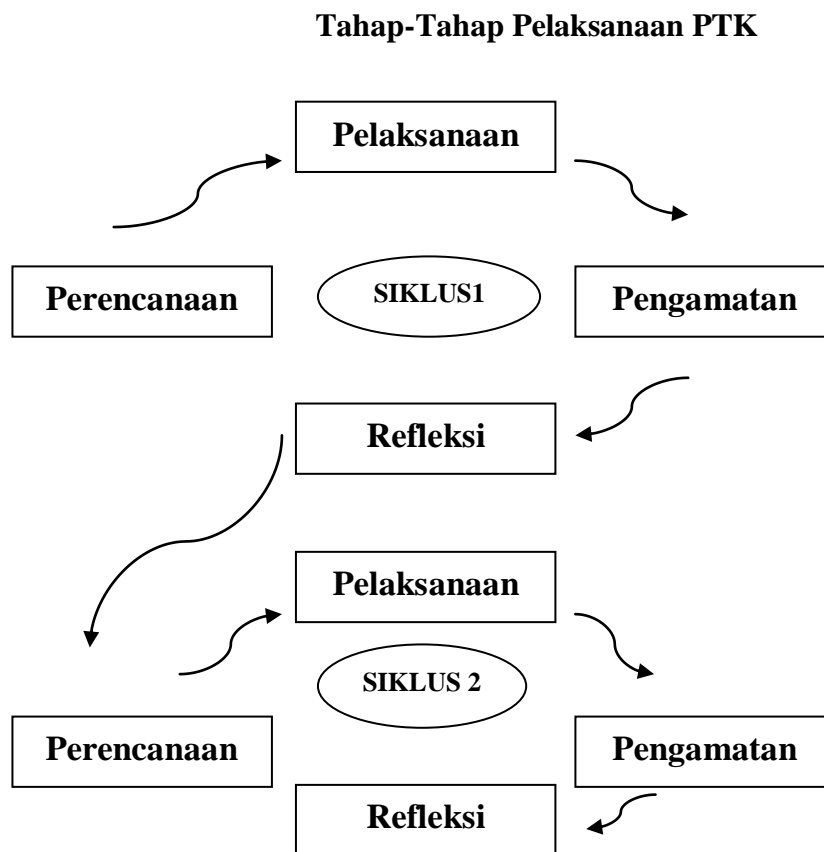 Tahap-Tahap Pelaksanaan PTK
Pelaksanaan
Perencanaan
SIKLUS1
Pengamatan
Refleksi
Pelaksanaan
SIKLUS 2
Perencanaan
Pengamatan
Refleksi